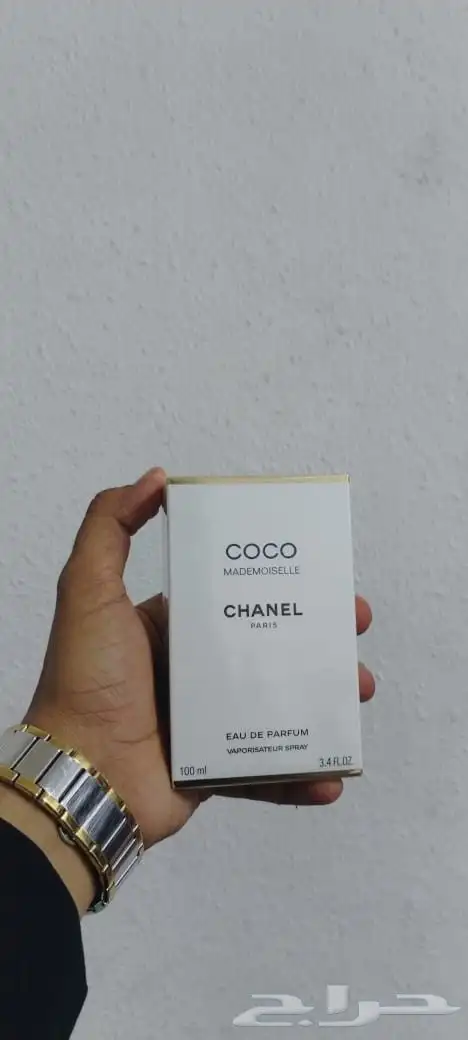 COCO
MADEMOISELLE
CHANEL
PARIS
EAU DE PARFUM
VAPORISATEUR SPRAY
100 ml 3.4 FL.OZ.
حراج